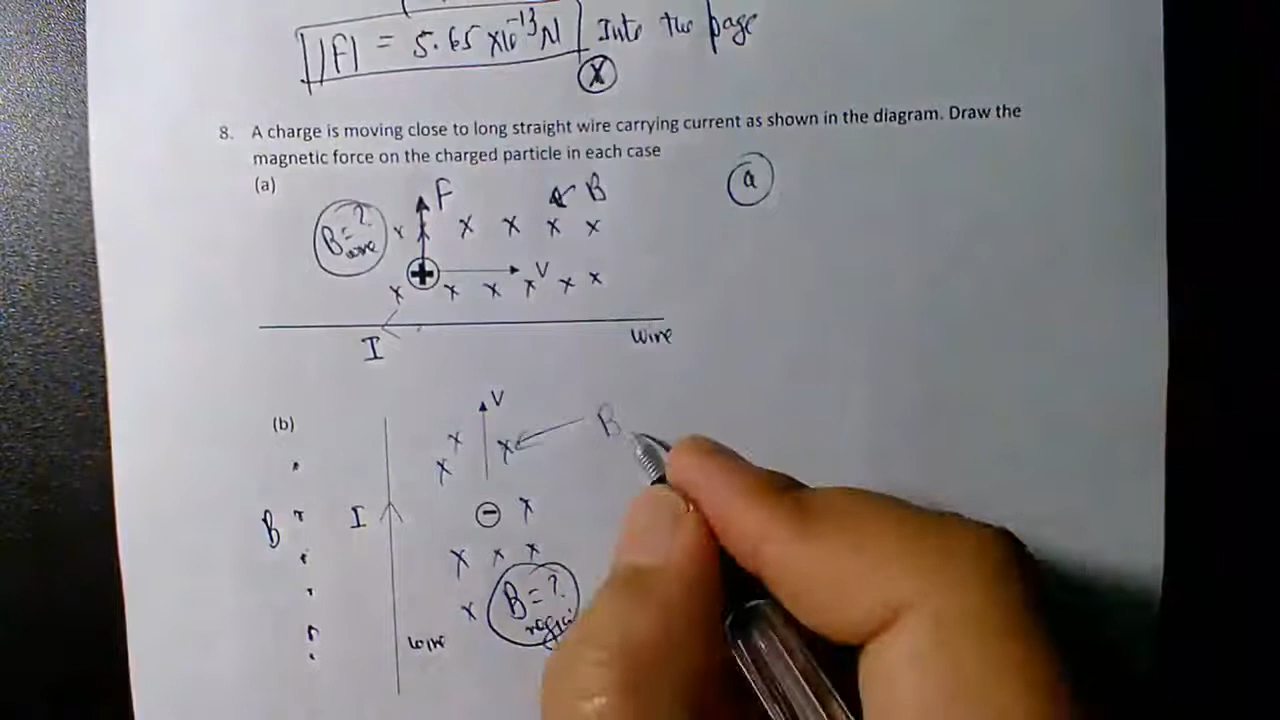 |F| = 5.65 x10⁻¹³ N Into the page
X
8. A charge is moving close to long straight wire carrying current as shown in the diagram. Draw the
magnetic force on the charged particle in each case
(a)
a
F
B
B = ?
wire
x x x x x x
+
V
x x x x x x
I
wire
(b)
V
x x x
B
B
I
- x
x x x
x
B = ?
wire